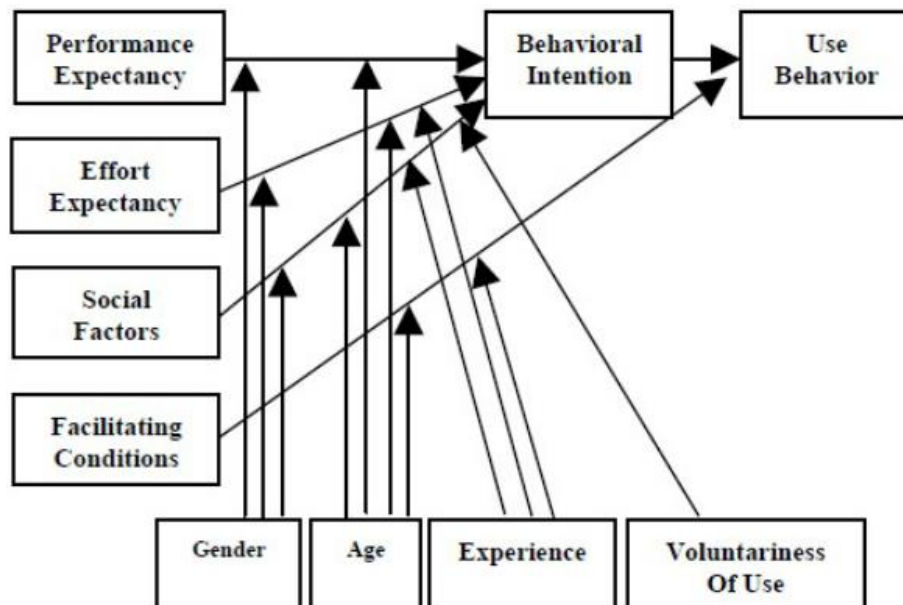 Performance
Expectancy
Behavioral
Intention
Use
Behavior
Effort
Expectancy
Social
Factors
Facilitating
Conditions
Gender
Age
Experience
Voluntariness
Of Use